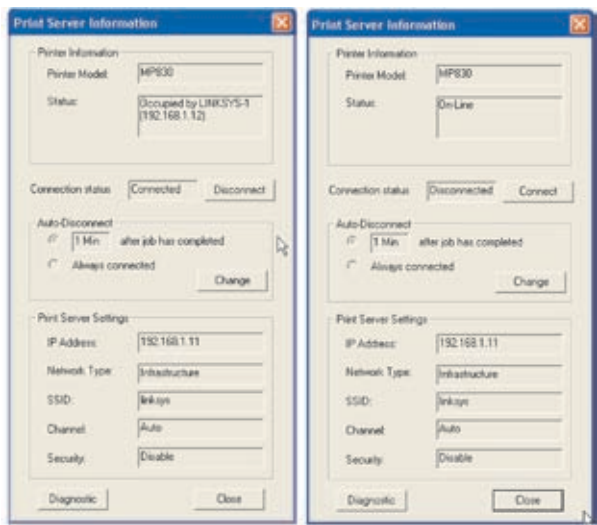 Print Server Information
Printer Information
Printer Model:
MP830
Status:
Occupied by LINKSYS-1
(192.168.1.12)
Connection status
Connected
Disconnect
Auto-Disconnect
1 Min
after job has completed
Always connected
Change
Print Server Settings
IP Address:
192.168.1.11
Network Type:
Infrastructure
SSID:
linksys
Channel:
Auto
Security:
Disable
Diagnostic
Close
Print Server Information
Printer Information
Printer Model:
MP830
Status:
On-Line
Connection status
Disconnected
Connect
Auto-Disconnect
1 Min
after job has completed
Always connected
Change
Print Server Settings
IP Address:
192.168.1.11
Network Type:
Infrastructure
SSID:
linksys
Channel:
Auto
Security:
Disable
Diagnostic
Close